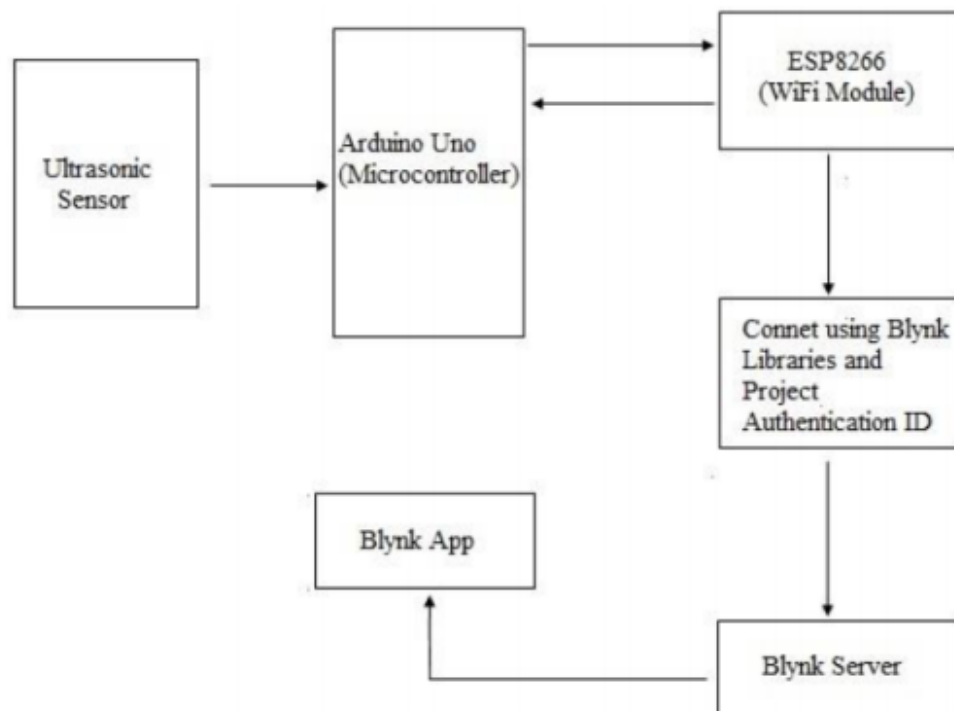 Ultrasonic
Sensor
Arduino Uno
(Microcontroller)
ESP8266
(WiFi Module)
Connet using Blynk
Libraries and
Project
Authentication ID
Blynk App
Blynk Server